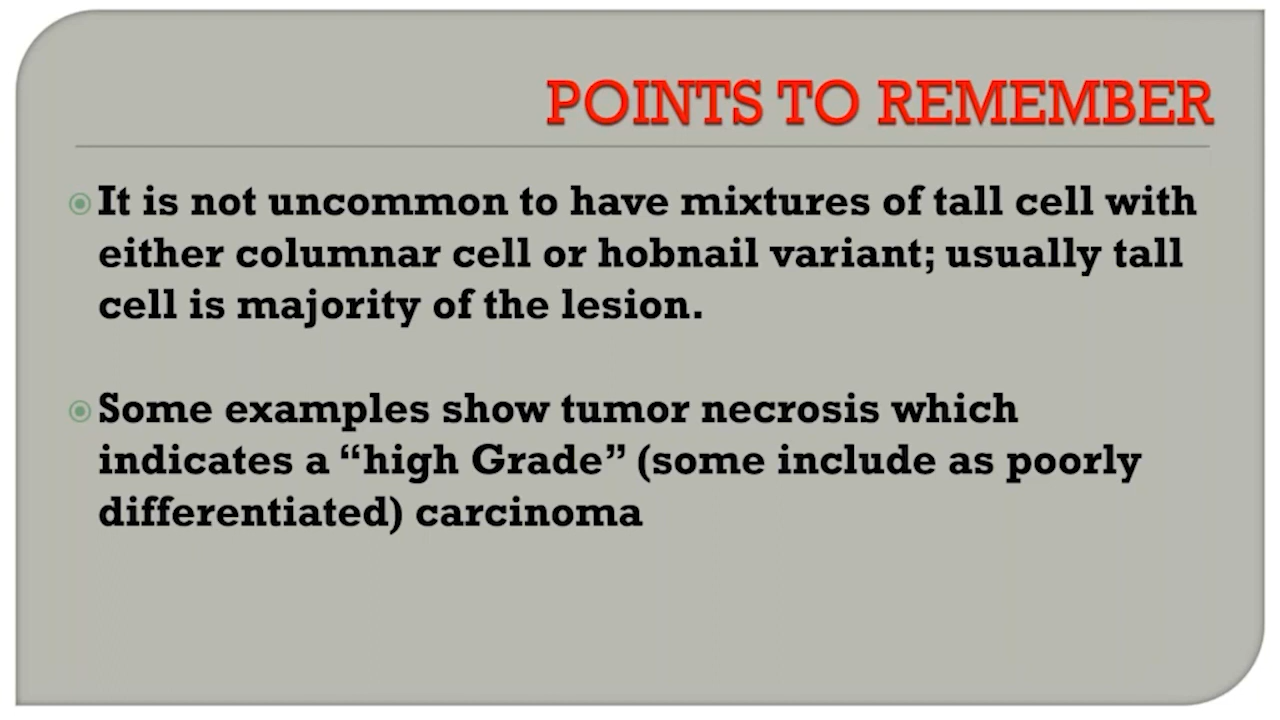 POINTS TO REMEMBER
It is not uncommon to have mixtures of tall cell with
either columnar cell or hobnail variant; usually tall
cell is majority of the lesion.
Some examples show tumor necrosis which
indicates a “high Grade” (some include as poorly
differentiated) carcinoma